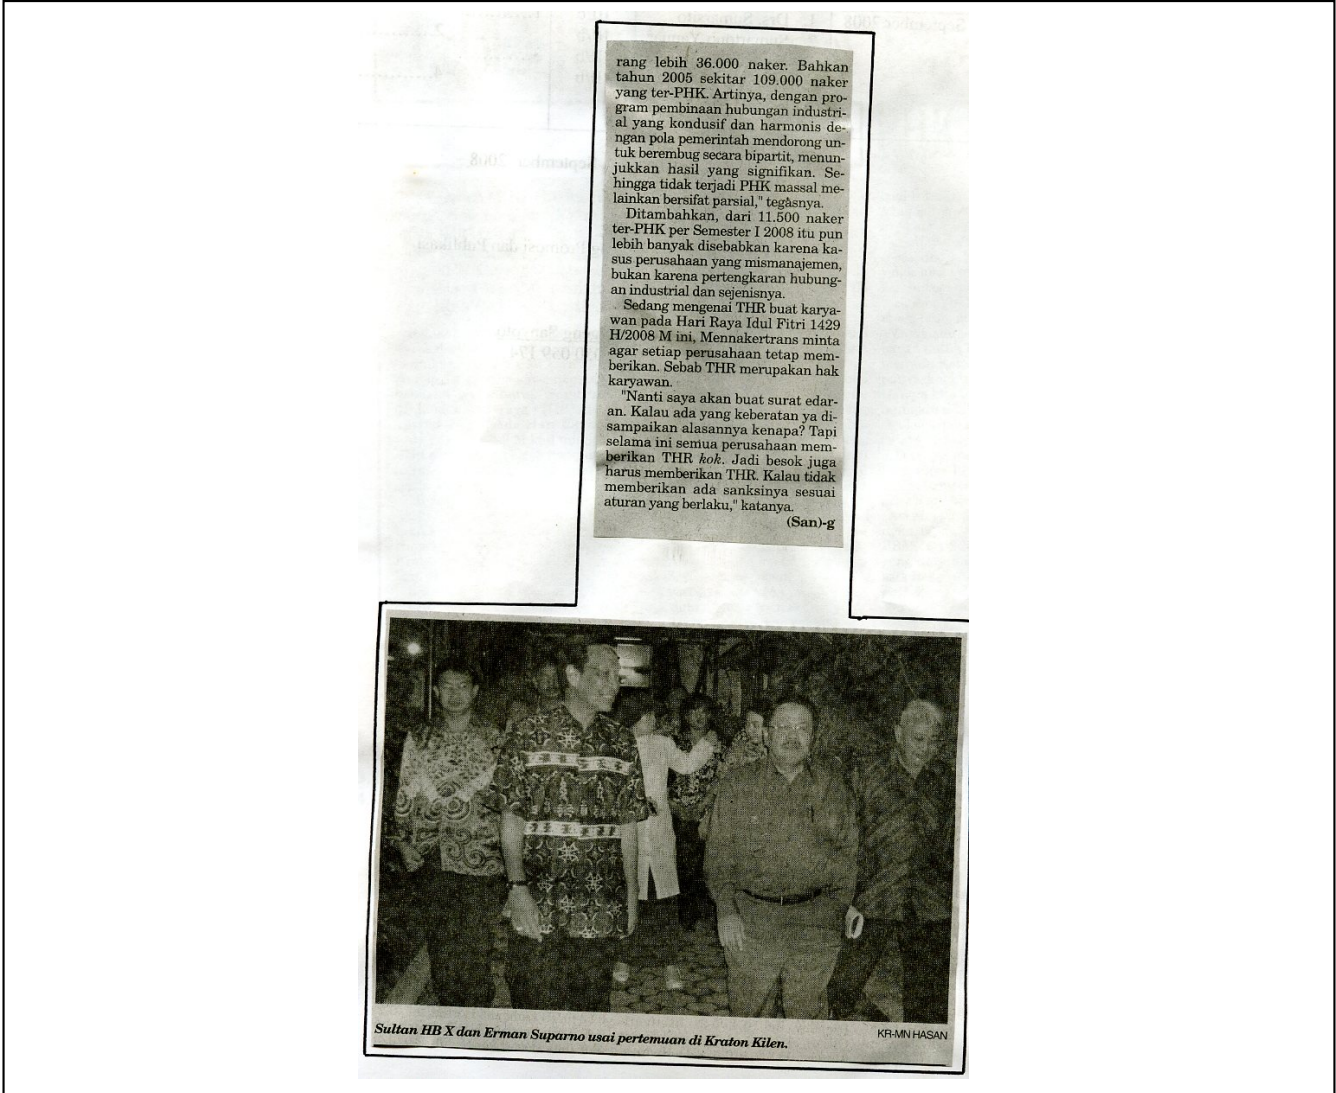 rang lebih 36.000 naker. Bahkan
tahun 2005 sekitar 109.000 naker
yang ter-PHK. Artinya, dengan pro-
gram pembinaan hubungan industri-
al yang kondusif dan harmonis de-
ngan pola pemerintah mendorong un-
tuk berembug secara bipartit, menun-
jukkan hasil yang signifikan. Se-
hingga tidak terjadi PHK massal me-
lainkan bersifat parsial," tegasnya.
Ditambahkan, dari 11.500 naker
ter-PHK per Semester I 2008 itu pun
lebih banyak disebabkan karena ka-
sus perusahaan yang mismanajemen,
bukan karena pertengkaran hubung-
an industrial dan sejenisnya.
Sedang mengenai THR buat karya-
wan pada Hari Raya Idul Fitri 1429
H/2008 M ini, Mennakertrans minta
agar setiap perusahaan tetap mem-
berikan. Sebab THR merupakan hak
karyawan.
"Nanti saya akan buat surat edar-
an. Kalau ada yang keberatan ya di-
sampaikan alasannya kenapa? Tapi
selama ini semua perusahaan mem-
berikan THR kok. Jadi besok juga
harus memberikan THR. Kalau tidak
memberikan ada sanksinya sesuai
aturan yang berlaku," katanya.
(San)-g
Sultan HB X dan Erman Suparno usai pertemuan di Kraton Kilen.
KR-MN HASAN